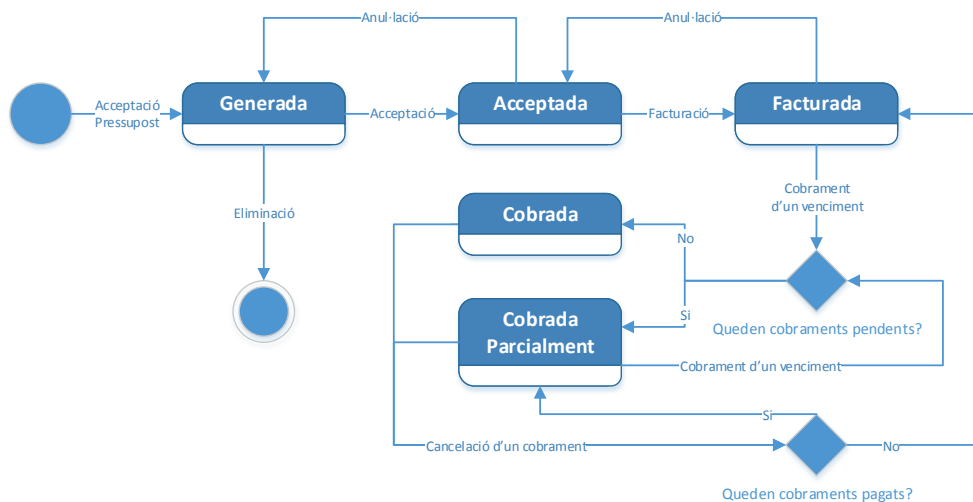 Anul·lació
Anul·lació
Acceptació
Pressupost
Generada
Acceptació
Acceptada
Facturació
Facturada
Eliminació
Cobrament
d'un venciment
Cobrada
No
Si
Queden cobraments pendents?
Cobrada
Parcialment
Cobrament d'un venciment
Si
Cancelació d'un cobrament
No
Queden cobraments pagats?